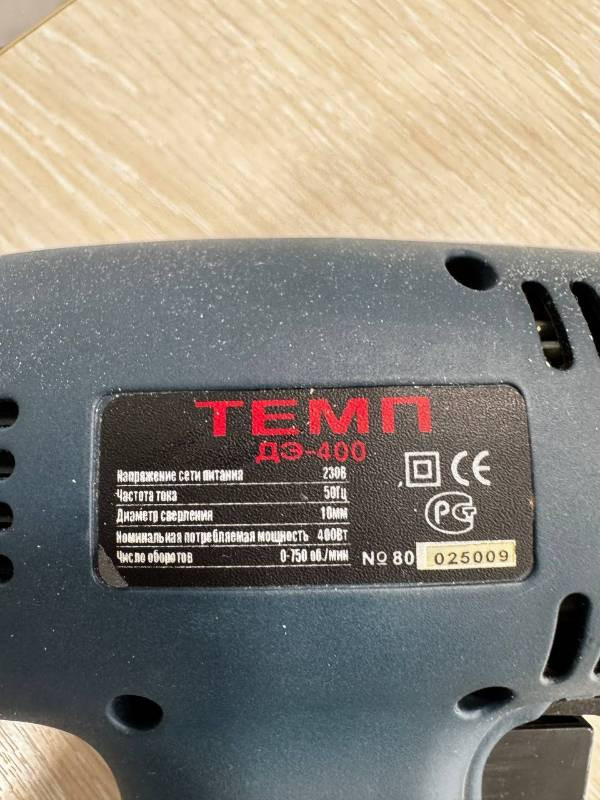 ТЕМП
ДЭ-400
Напряжение сети питания 230В
Частота тока 50Гц
Диаметр сверления 10мм
Номинальная потребляемая мощность 400Вт
Число оборотов 0-750 об./мин
CE
РСТ
№ 80 025009